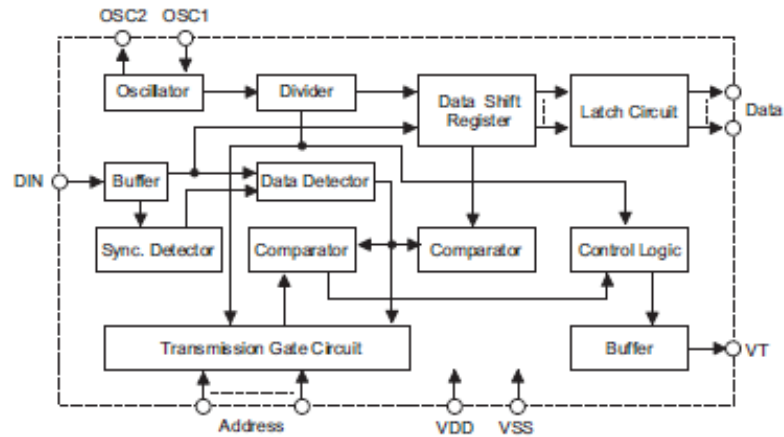 OSC2 OSC1
Oscillator
Divider
Data Shift
Register
Latch Circuit
Data
DIN
Buffer
Data Detector
Sync. Detector
Comparator
Comparator
Control Logic
Transmission Gate Circuit
Buffer
VT
Address
VDD
VSS